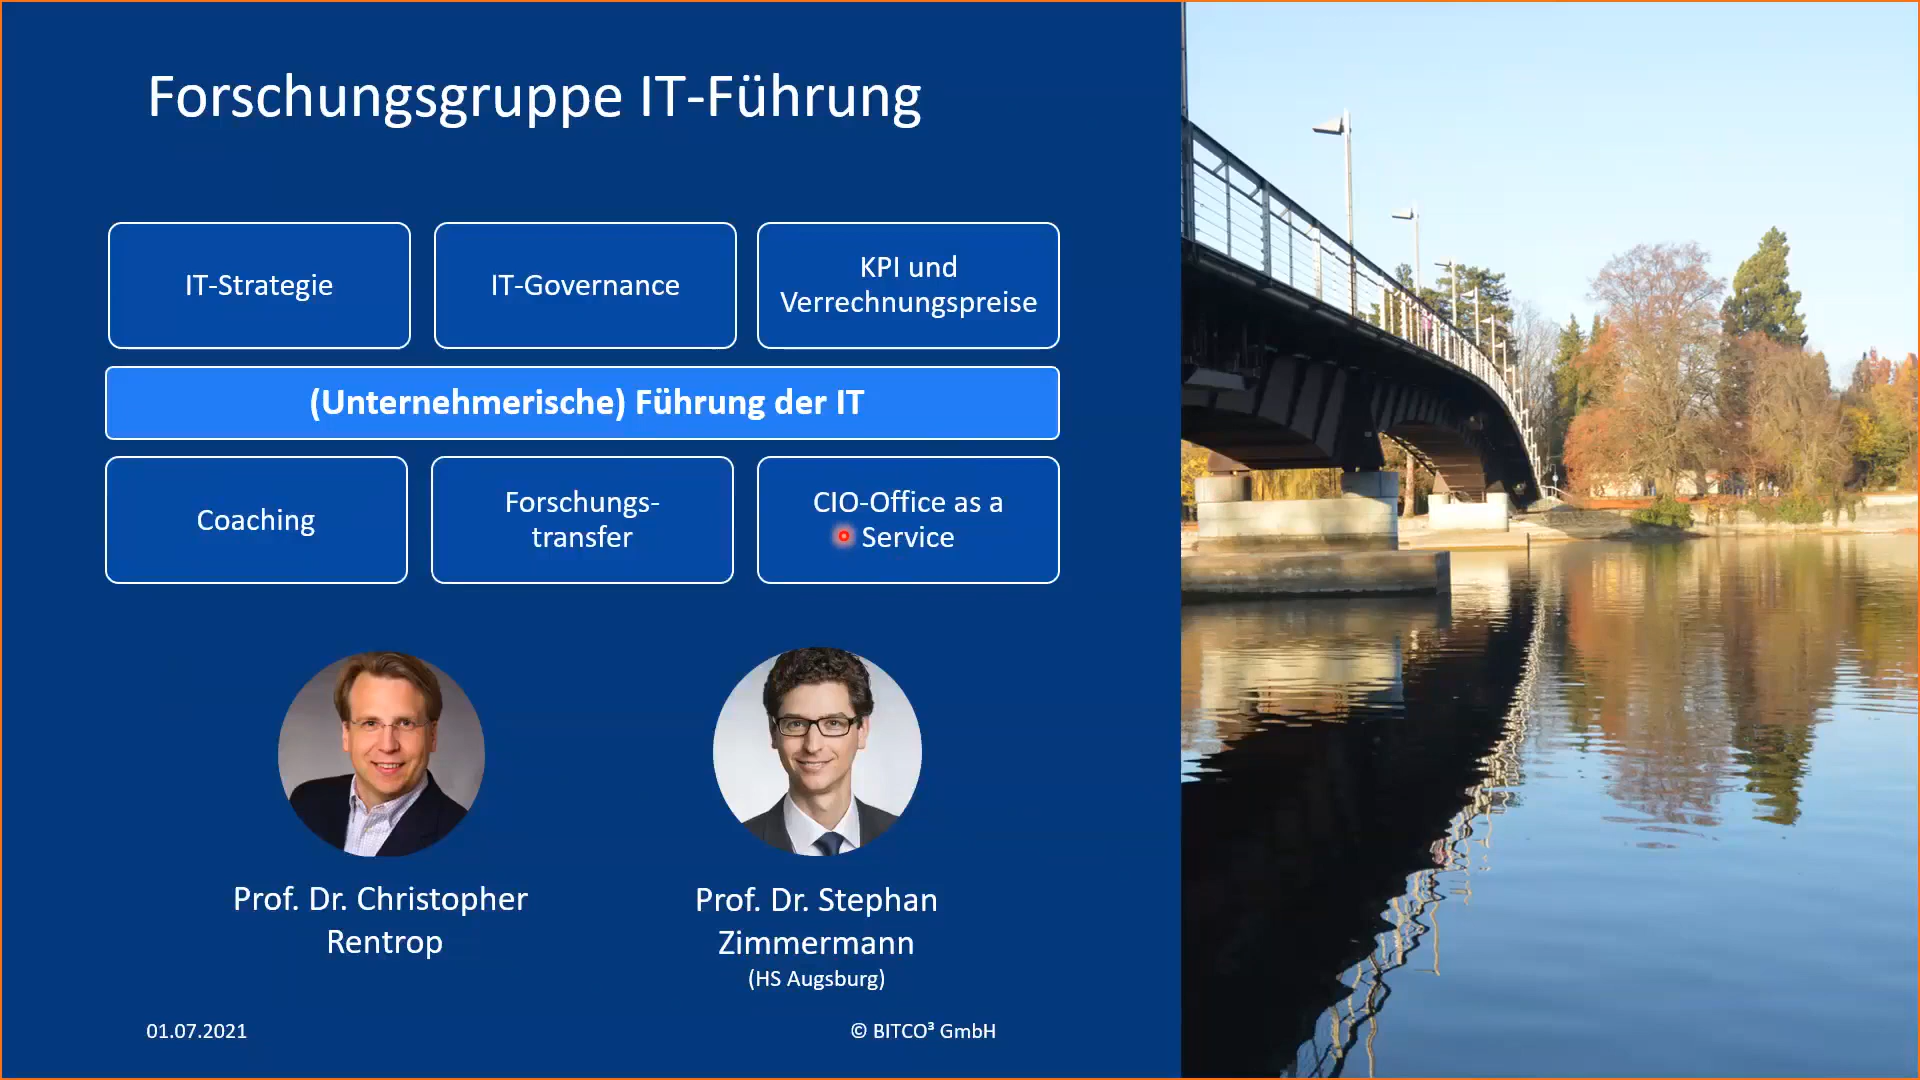 Forschungsgruppe IT-Führung
IT-Strategie
IT-Governance
KPI und
Verrechnungspreise
(Unternehmerische) Führung der IT
Coaching
Forschungs-
transfer
CIO-Office as a
Service
Prof. Dr. Christopher
Rentrop
Prof. Dr. Stephan
Zimmermann
(HS Augsburg)
01.07.2021
© BITCO³ GmbH